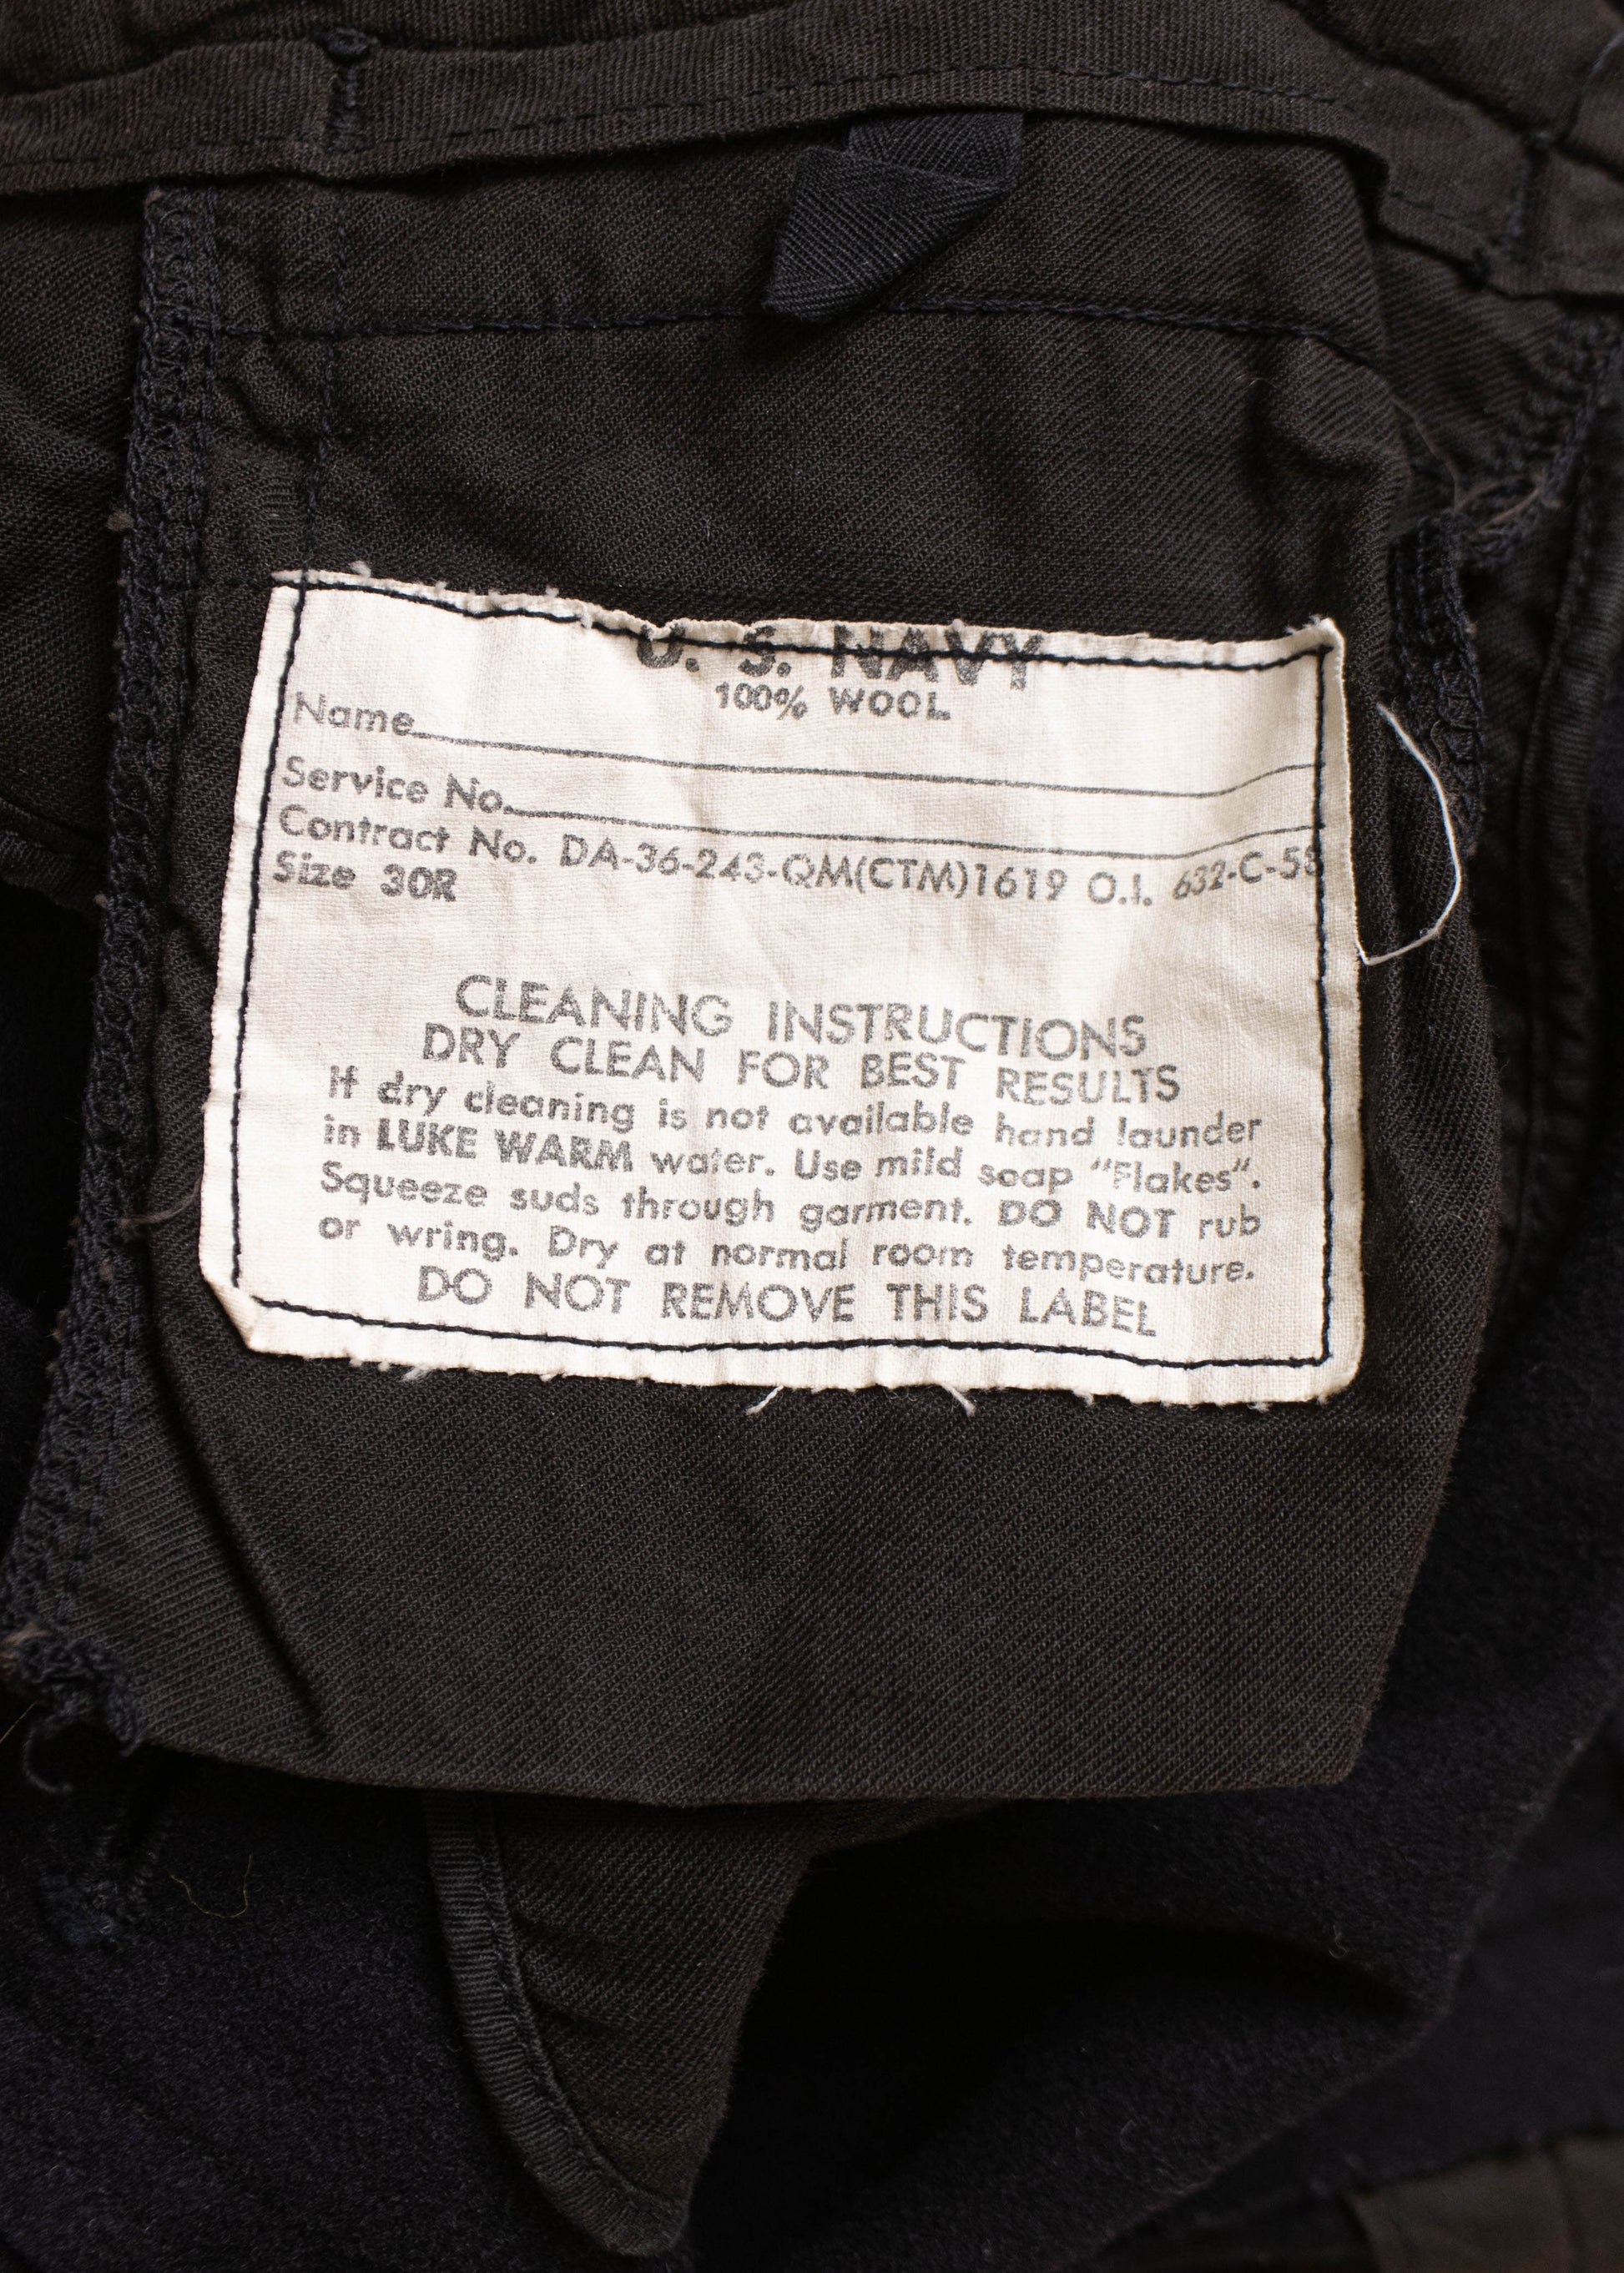 U. S. NAVY
100% WOOL
Name
Service No.
Contract No. DA-36-243-QM(CTM)1619 O.I. 632-C-58
Size 30R
CLEANING INSTRUCTIONS
DRY CLEAN FOR BEST RESULTS
If dry cleaning is not available hand launder
in LUKE WARM water. Use mild soap "Flakes".
Squeeze suds through garment. DO NOT rub
or wring. Dry at normal room temperature.
DO NOT REMOVE THIS LABEL